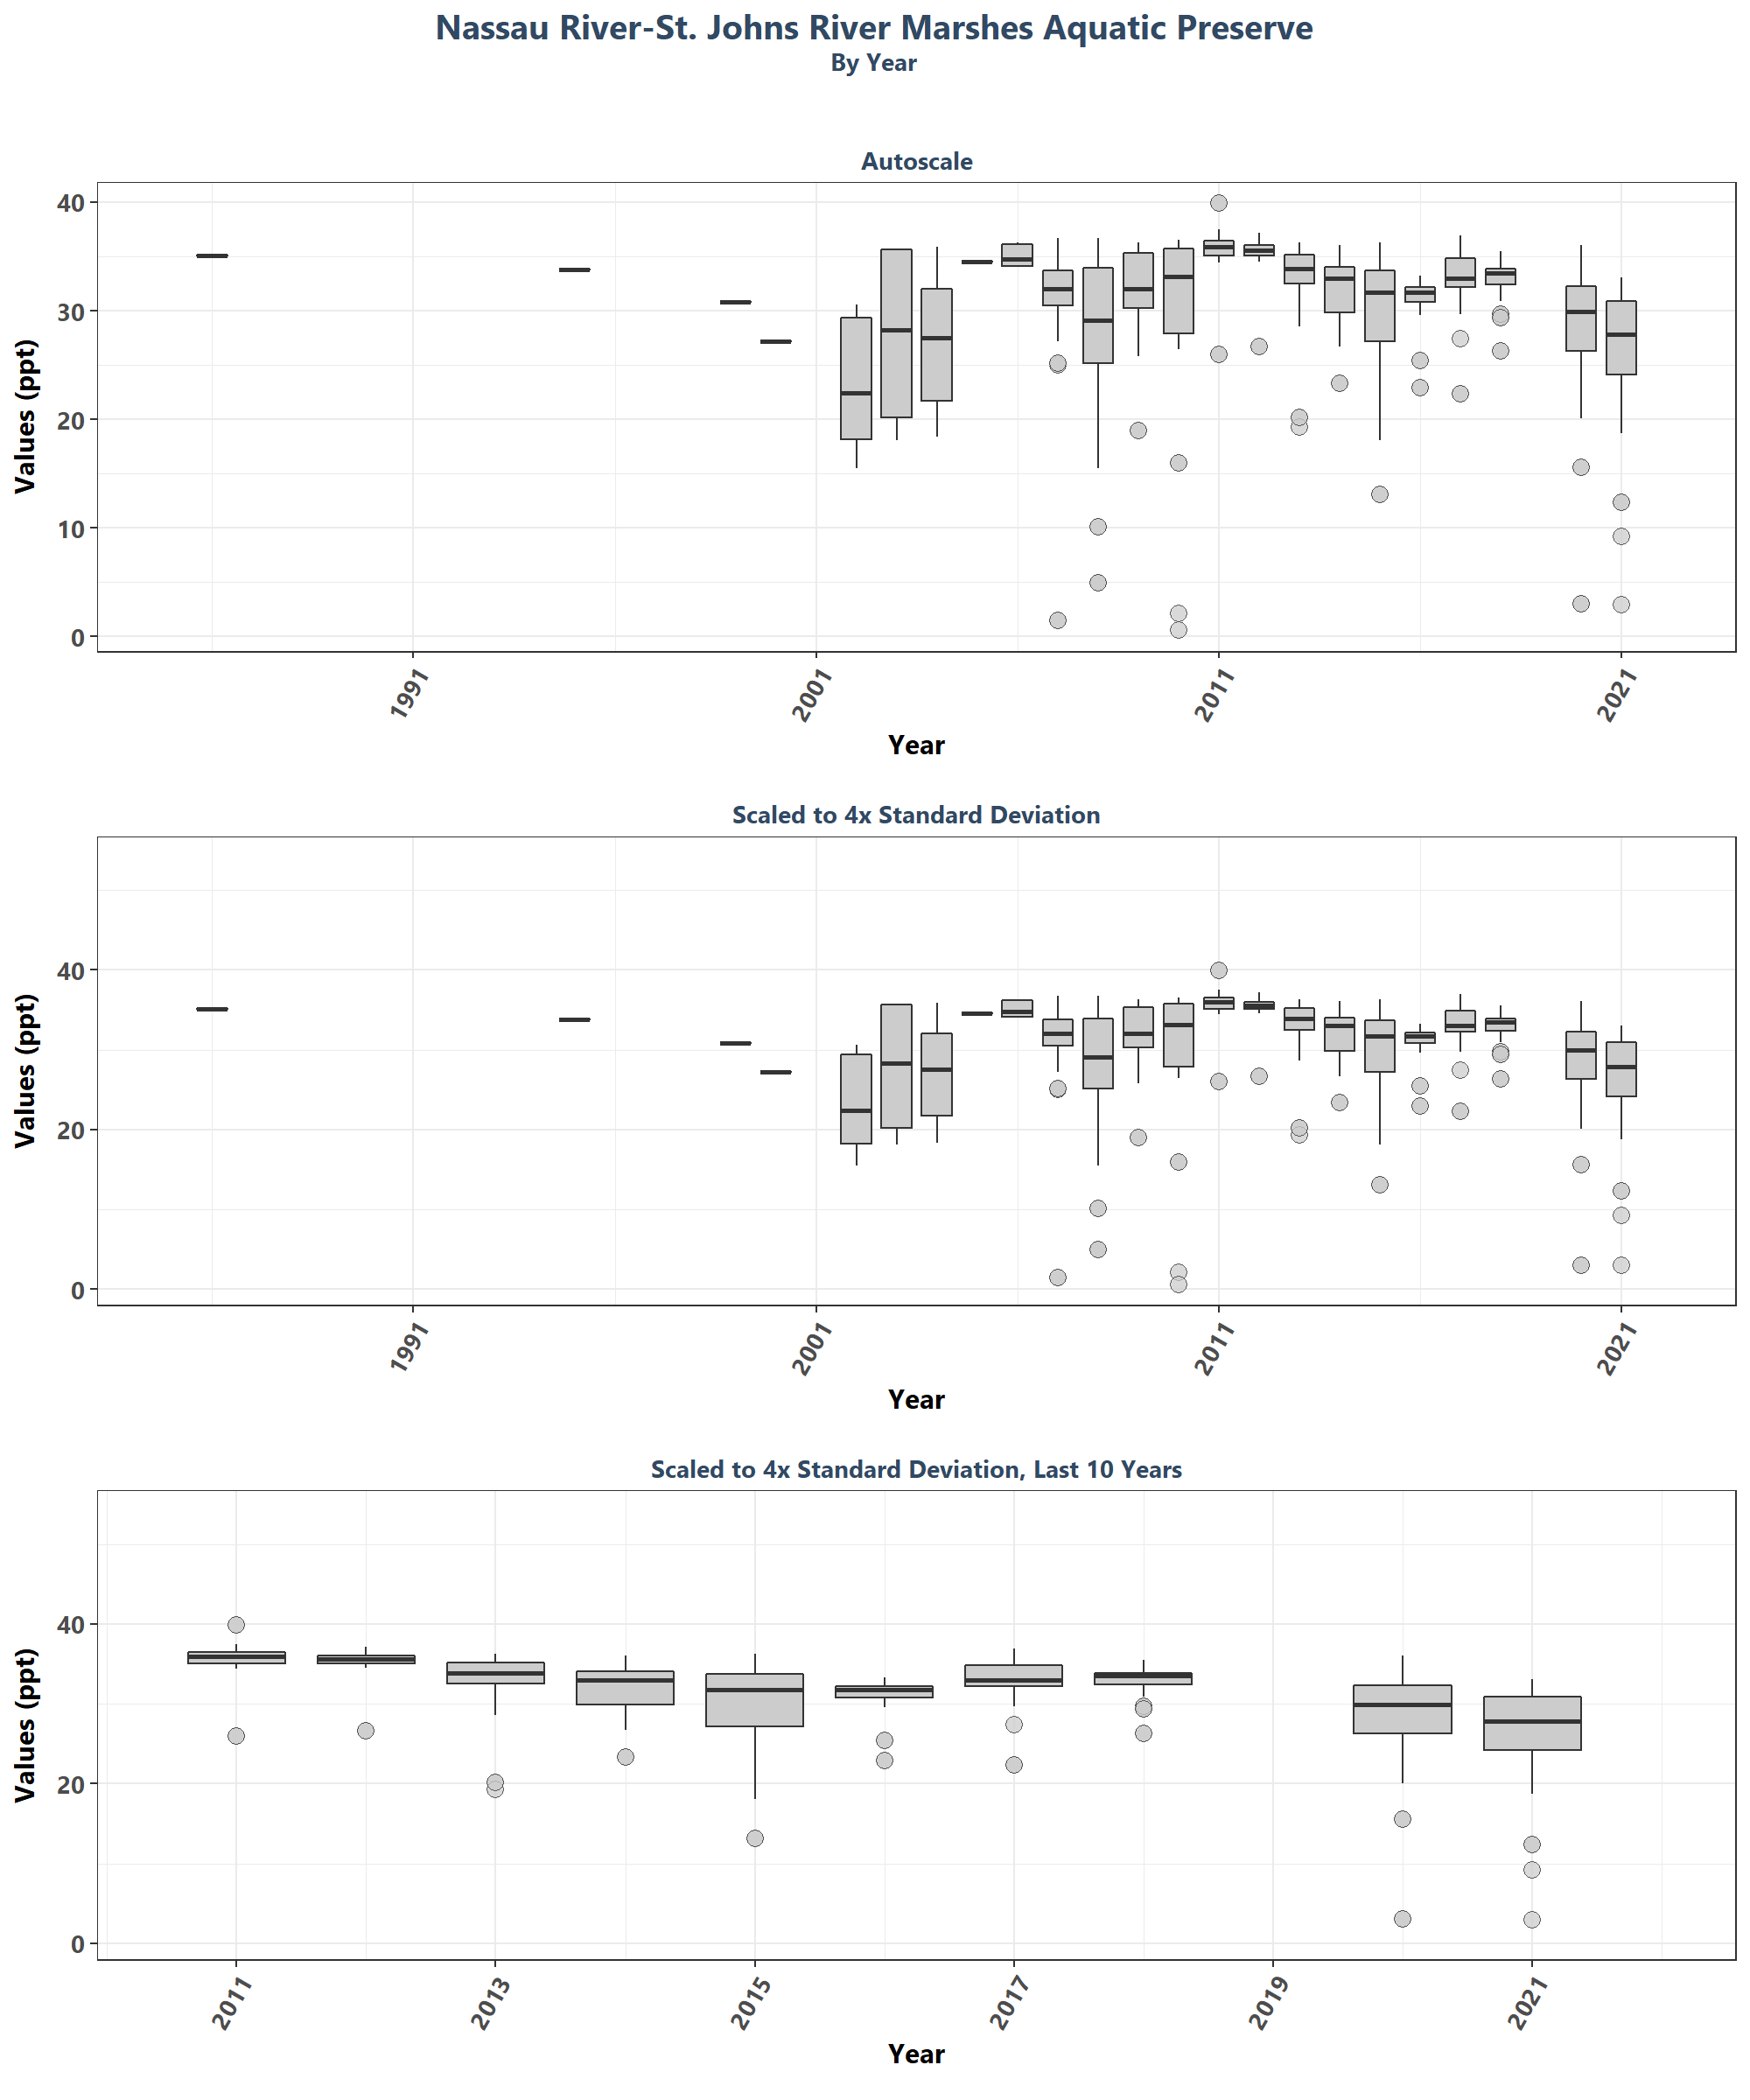 Nassau River-St. Johns River Marshes Aquatic Preserve
By Year
Autoscale
Values (ppt)
40
30
20
10
0
1991
2001
2011
2021
Year
Scaled to 4x Standard Deviation
Values (ppt)
40
20
0
1991
2001
2011
2021
Year
Scaled to 4x Standard Deviation, Last 10 Years
Values (ppt)
40
20
0
2011
2013
2015
2017
2019
2021
Year